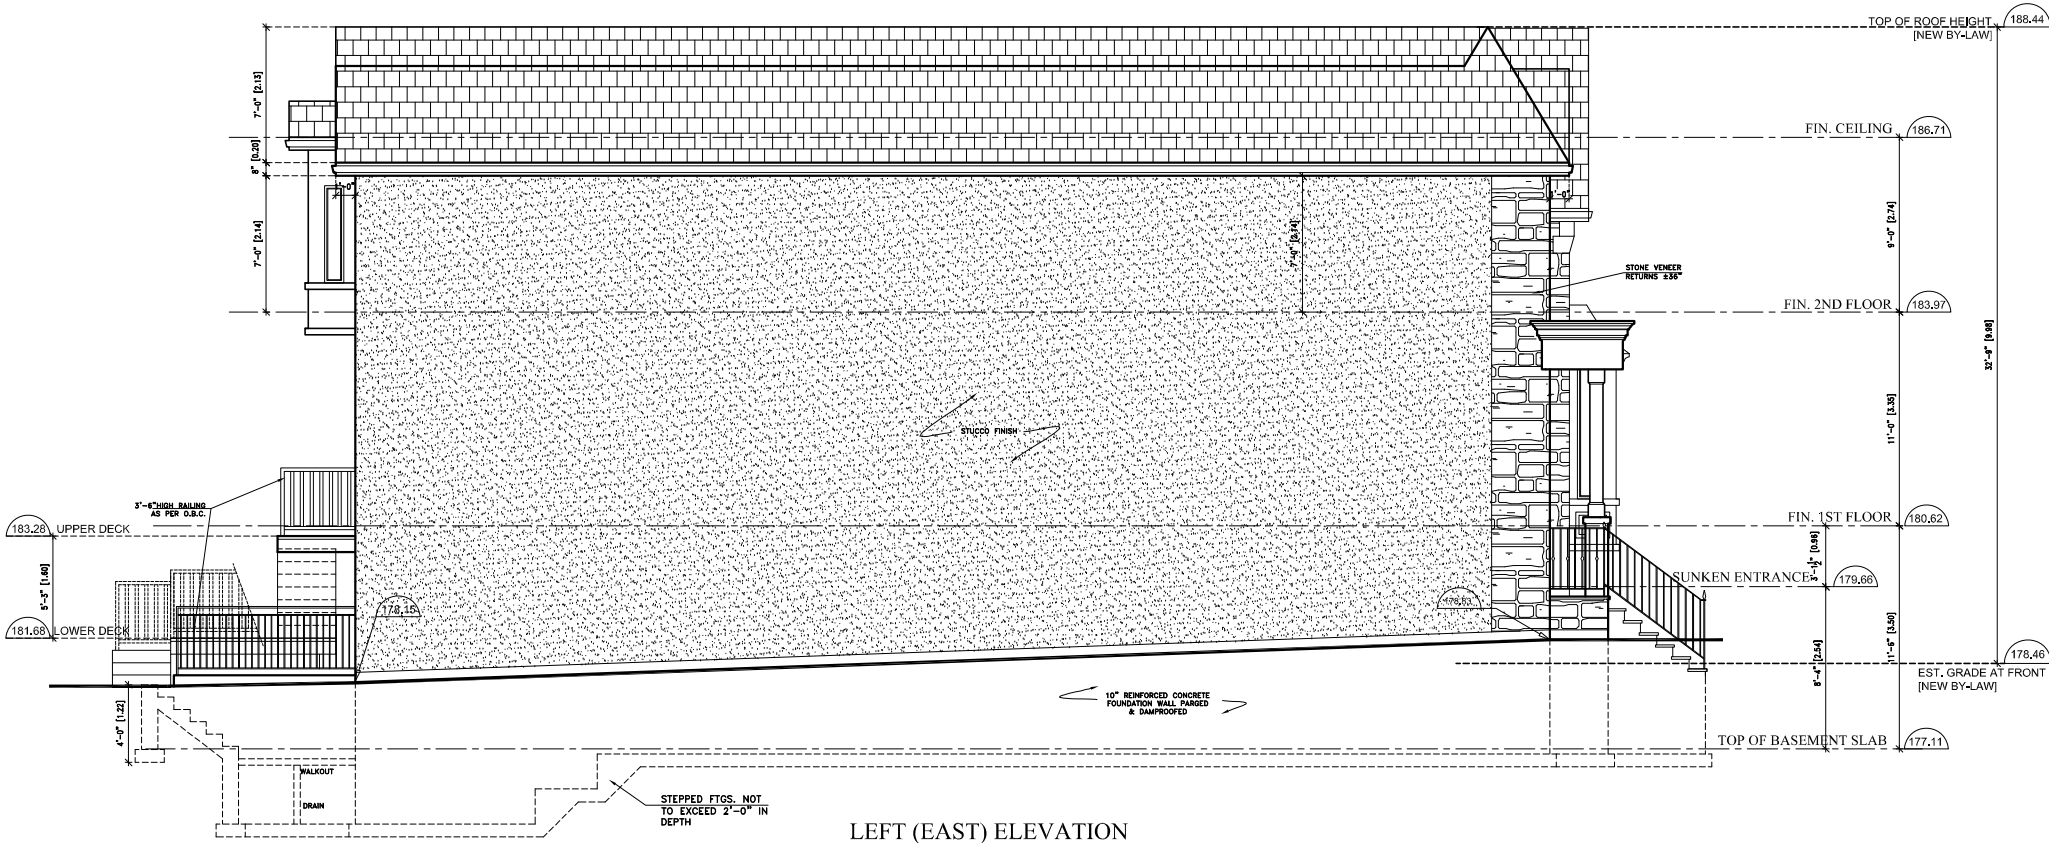 TOP OF ROOF HEIGHT 188.44
[NEW BY-LAW]
7'-0" [2.13]
FIN. CEILING 186.71
8" [0.20]
1'-0"
1'-0"
7'-0" [2.14]
7'-0" [2.14]
9'-0" [2.74]
STONE VENEER
RETURNS ±36"
FIN. 2ND FLOOR 183.97
32'-9" [9.98]
11'-0" [3.35]
STUCCO FINISH
3'-6"HIGH RAILING
AS PER O.B.C.
183.28 UPPER DECK
FIN. 1ST FLOOR 180.62
3'-1½" [0.96]
5'-3" [1.60]
SUNKEN ENTRANCE 179.66
178.15
181.68 LOWER DECK
11'-6" [3.50]
8'-4" [2.54]
178.46
EST. GRADE AT FRONT
[NEW BY-LAW]
10" REINFORCED CONCRETE
FOUNDATION WALL PARGED
& DAMPROOFED
4'-0" [1.22]
TOP OF BASEMENT SLAB 177.11
WALKOUT
DRAIN
STEPPED FTGS. NOT
TO EXCEED 2'-0" IN
DEPTH
LEFT (EAST) ELEVATION